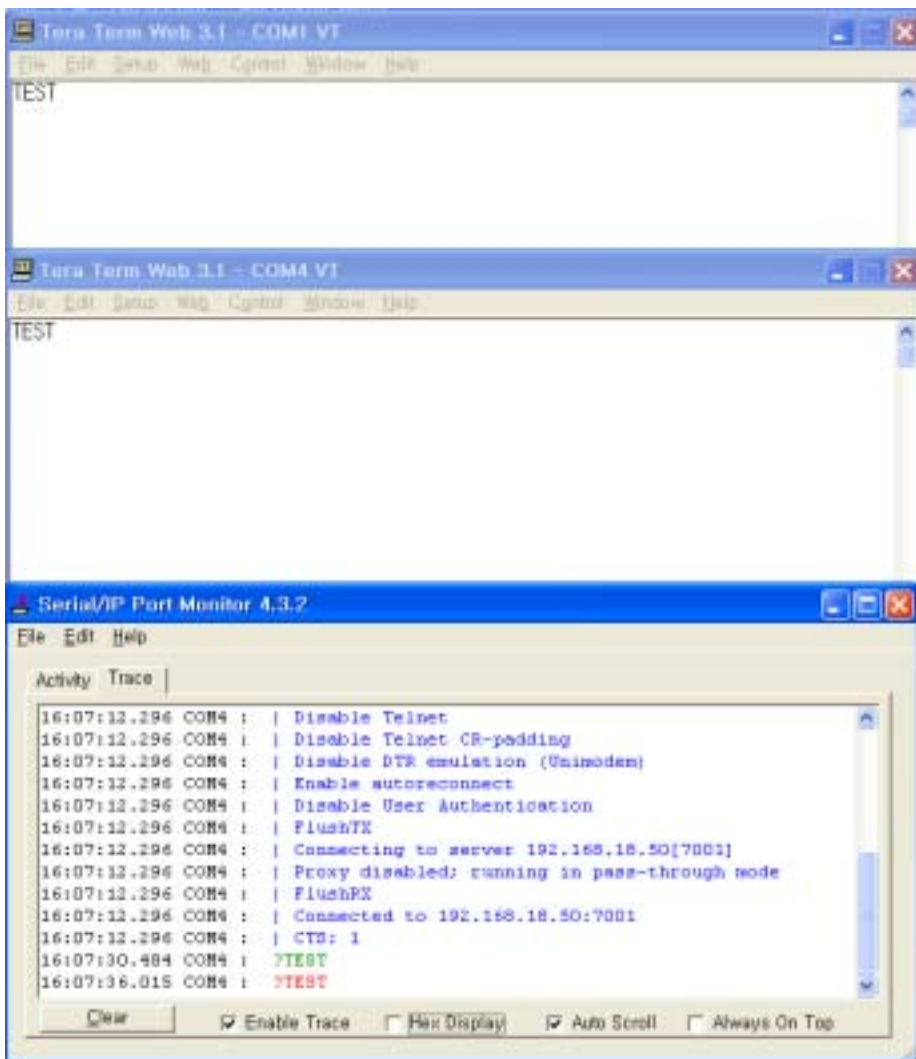 Tera Term Web 3.1 - COM1 VT
File Edit Setup Web Control Window Help
TEST
Tera Term Web 3.1 - COM4 VT
File Edit Setup Web Control Window Help
TEST
Serial/IP Port Monitor 4.3.2
File Edit Help
Activity Trace
16:07:12.296 COM4 : | Disable Telnet
16:07:12.296 COM4 : | Disable Telnet CR-padding
16:07:12.296 COM4 : | Disable DTR emulation (Unimodem)
16:07:12.296 COM4 : | Enable autoreconnect
16:07:12.296 COM4 : | Disable User Authentication
16:07:12.296 COM4 : | FlushTX
16:07:12.296 COM4 : | Connecting to server 192.168.18.50[7001]
16:07:12.296 COM4 : | Proxy disabled; running in pass-through mode
16:07:12.296 COM4 : | FlushRX
16:07:12.296 COM4 : | Connected to 192.168.18.50:7001
16:07:12.296 COM4 : | CTS: 1
16:07:30.484 COM4 : ?TEST
16:07:36.015 COM4 : ?TEST
Clear Enable Trace Hex Display Auto Scroll Always On Top